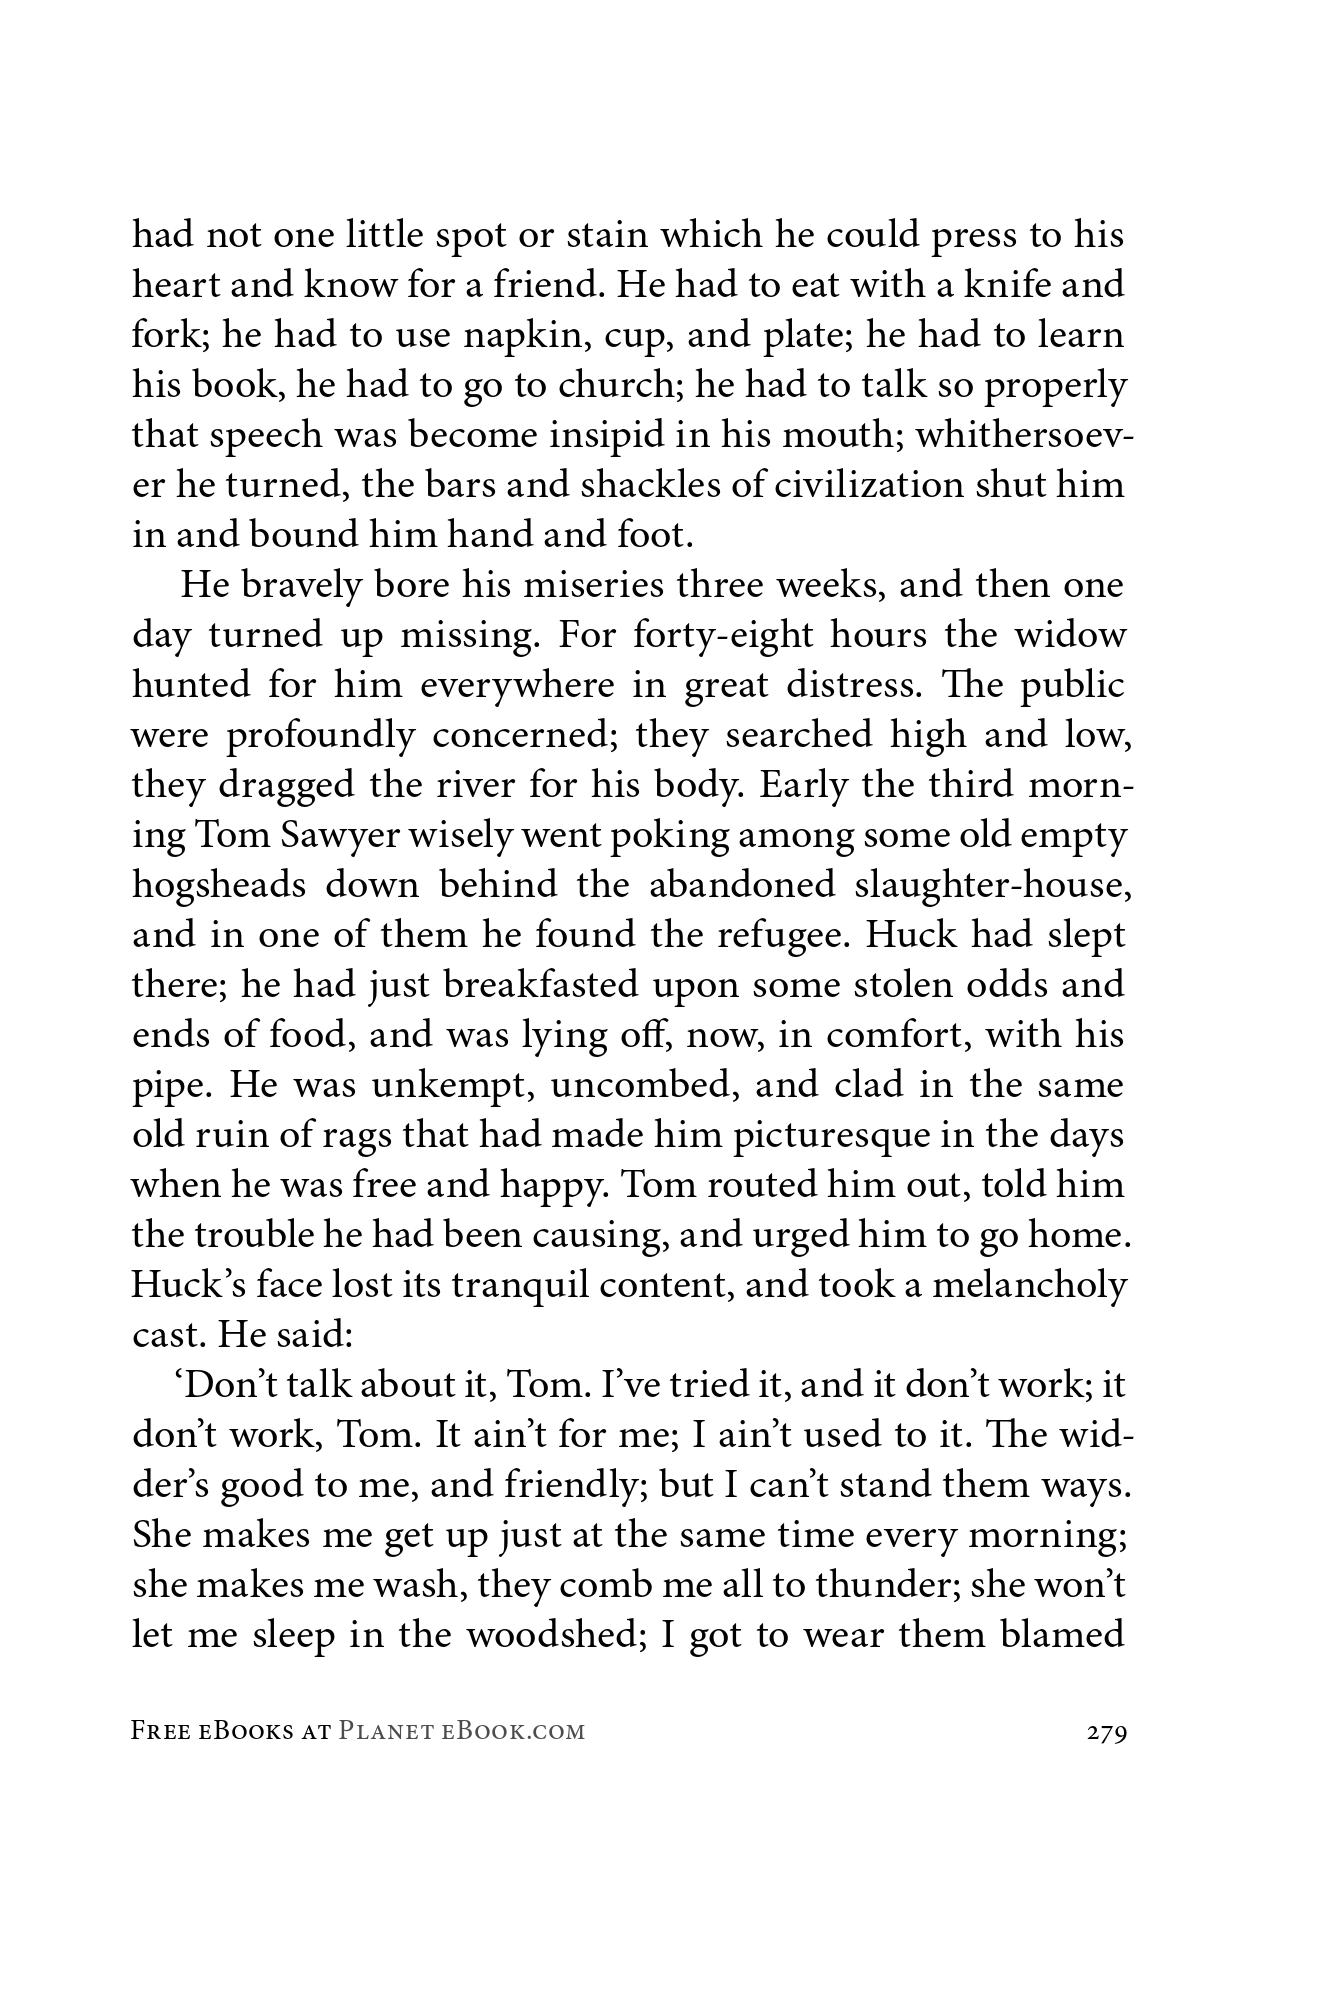 had not one little spot or stain which he could press to his
heart and know for a friend. He had to eat with a knife and
fork; he had to use napkin, cup, and plate; he had to learn
his book, he had to go to church; he had to talk so properly
that speech was become insipid in his mouth; whithersoev-
er he turned, the bars and shackles of civilization shut him
in and bound him hand and foot.
He bravely bore his miseries three weeks, and then one
day turned up missing. For forty-eight hours the widow
hunted for him everywhere in great distress. The public
were profoundly concerned; they searched high and low,
they dragged the river for his body. Early the third morn-
ing Tom Sawyer wisely went poking among some old empty
hogsheads down behind the abandoned slaughter-house,
and in one of them he found the refugee. Huck had slept
there; he had just breakfasted upon some stolen odds and
ends of food, and was lying off, now, in comfort, with his
pipe. He was unkempt, uncombed, and clad in the same
old ruin of rags that had made him picturesque in the days
when he was free and happy. Tom routed him out, told him
the trouble he had been causing, and urged him to go home.
Huck’s face lost its tranquil content, and took a melancholy
cast. He said:
‘Don’t talk about it, Tom. I’ve tried it, and it don’t work; it
don’t work, Tom. It ain’t for me; I ain’t used to it. The wid-
der’s good to me, and friendly; but I can’t stand them ways.
She makes me get up just at the same time every morning;
she makes me wash, they comb me all to thunder; she won’t
let me sleep in the woodshed; I got to wear them blamed
Free eBooks at Planet eBook.com 279